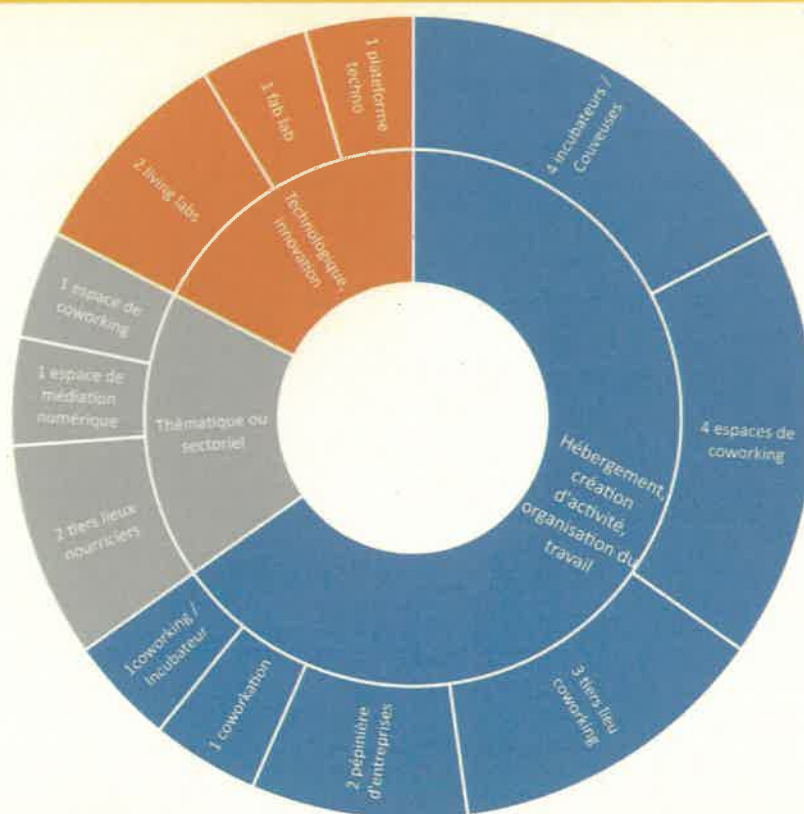 4 incubateurs /
Couveuses
4 espaces de
coworking
3 tiers lieu
coworking
2 pépinière
d'entreprises
1 coworkation
1coworking /
Incubateur
2 tiers lieux
nourriciers
1 espace de
médiation
numérique
1 espace de
coworking
2 living labs
1 fab lab
1 plateforme
techno
Hébergement,
création
d'activité,
organisation du
travail
Thèmatique ou
sectoriel
Technologique,
innovation